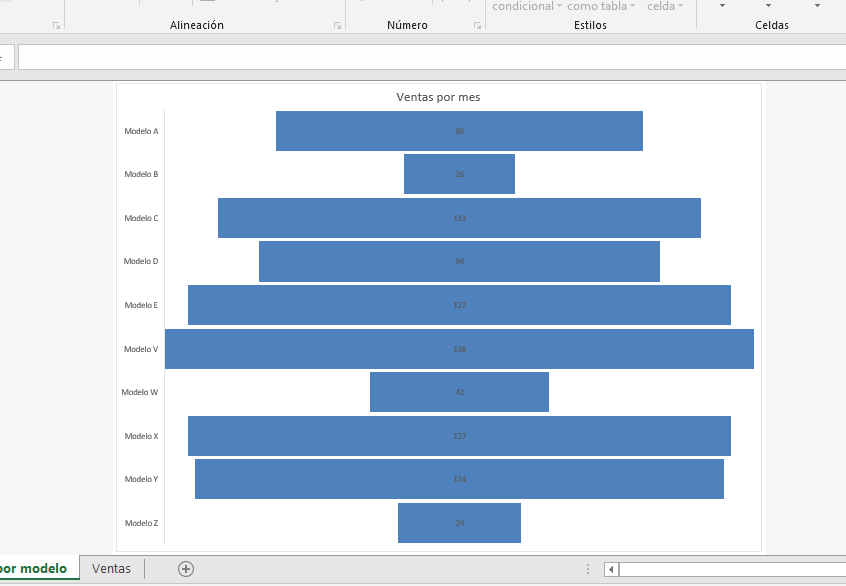 condicional como tabla celda
Alineación Número Estilos Celdas
Ventas por mes
Modelo A 86
Modelo B 26
Modelo C 113
Modelo D 94
Modelo E 127
Modelo V 138
Modelo W 42
Modelo X 127
Modelo Y 124
Modelo Z 29
por modelo Ventas